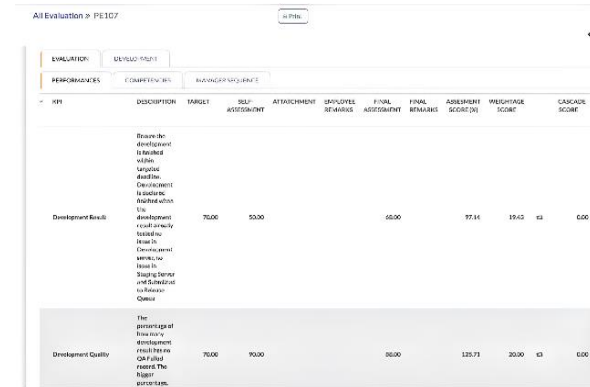 All Evaluation » PE107
Print
EVALUATION DEVELOPMENT
PERFORMANCES COMPETENCIES MANAGER SEQUENCE
KPI DESCRIPTION TARGET SELF-ASSESSMENT ATTATCHMENT EMPLOYEE REMARKS FINAL ASSESSMENT FINAL REMARKS ASSESMENT SCORE (X) WEIGHTAGE SCORE CASCADE SCORE
Ensure the
development
is finished
within
targeted
deadline.
Development
is declared
finished when
the
development
result already
tested no
issue in
Development
server, no
issue in
Staging Server
and Submitted
to Release
Queue
Development Result 70.00 50.00 68.00 97.14 19.43 0.00
The
percentage of
how many
development
result has no
QA Failed
record. The
bigger
percentage,
Development Quality 70.00 90.00 88.00 125.71 20.00 0.00